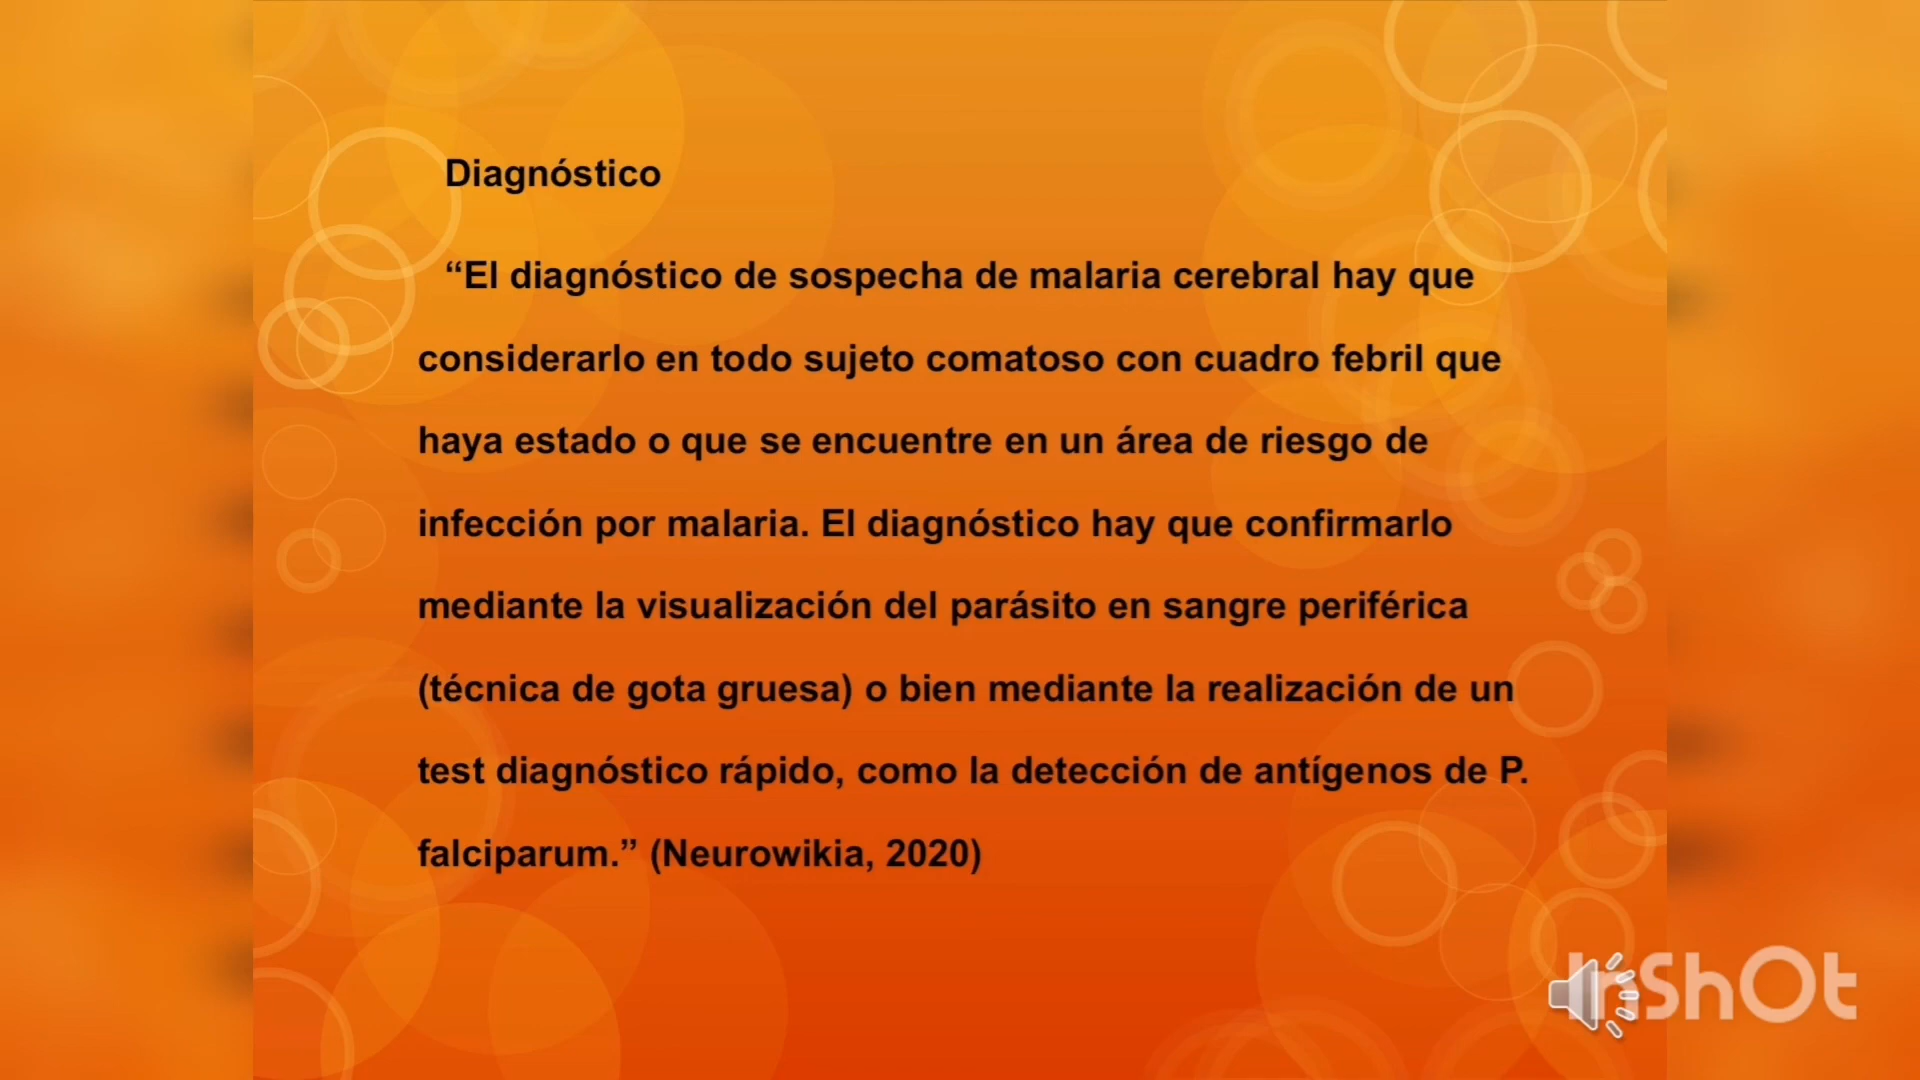 Diagnóstico
“El diagnóstico de sospecha de malaria cerebral hay que
considerarlo en todo sujeto comatoso con cuadro febril que
haya estado o que se encuentre en un área de riesgo de
infección por malaria. El diagnóstico hay que confirmarlo
mediante la visualización del parásito en sangre periférica
(técnica de gota gruesa) o bien mediante la realización de un
test diagnóstico rápido, como la detección de antígenos de P.
falciparum.” (Neurowikia, 2020)
InShOt